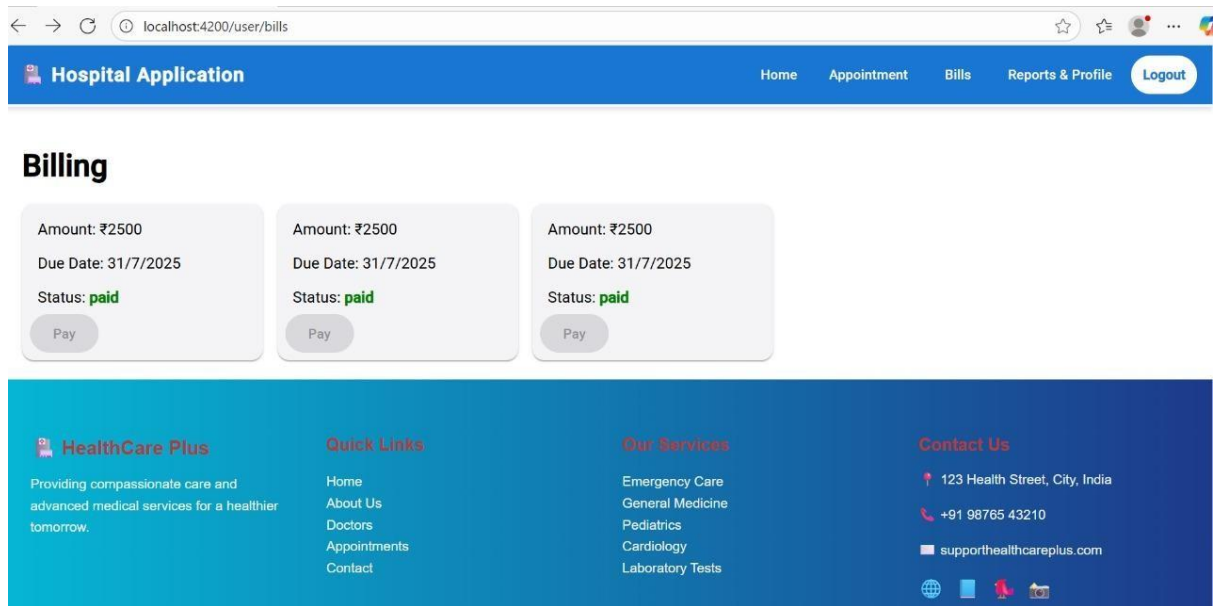 localhost:4200/user/bills
Hospital Application
Home Appointment Bills Reports & Profile Logout
Billing
Amount: ₹2500
Due Date: 31/7/2025
Status: paid
Pay
Amount: ₹2500
Due Date: 31/7/2025
Status: paid
Pay
Amount: ₹2500
Due Date: 31/7/2025
Status: paid
Pay
HealthCare Plus
Providing compassionate care and
advanced medical services for a healthier
tomorrow.
Quick Links
Home
About Us
Doctors
Appointments
Contact
Our Services
Emergency Care
General Medicine
Pediatrics
Cardiology
Laboratory Tests
Contact Us
123 Health Street, City, India
+91 98765 43210
supporthealthcareplus.com